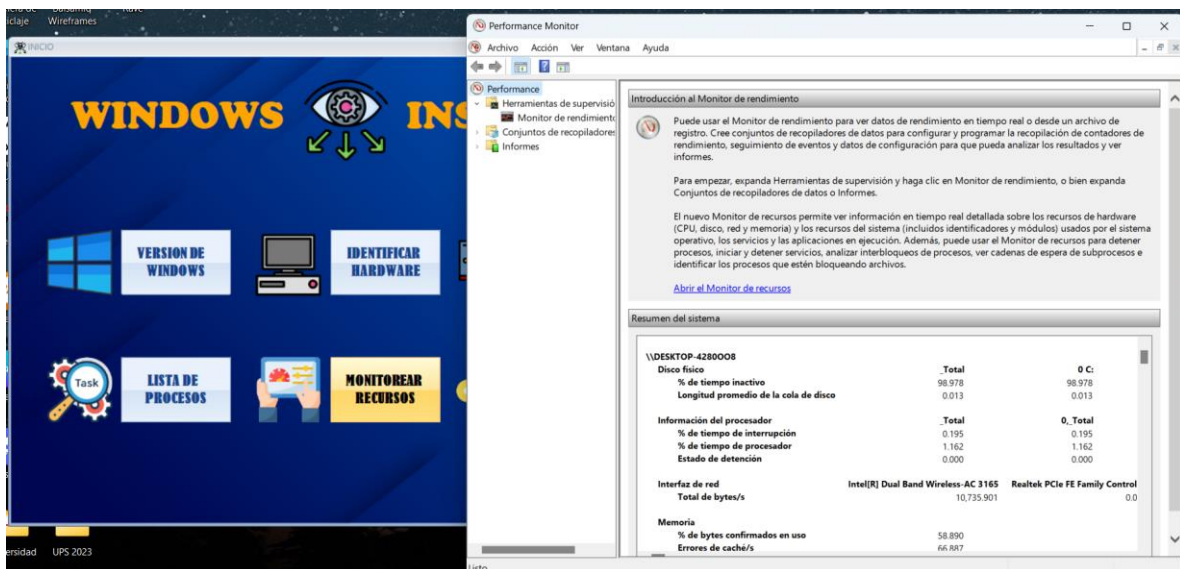 Wireframes
INICIO
WINDOWS
VERSION DE
WINDOWS
IDENTIFICAR
HARDWARE
Task
LISTA DE
PROCESOS
MONITOREAR
RECURSOS
UPS 2023
Performance Monitor
Archivo Acción Ver Ventana Ayuda
Performance
Herramientas de supervisió
Monitor de rendimiento
Conjuntos de recopiladores
Informes
Introducción al Monitor de rendimiento
Puede usar el Monitor de rendimiento para ver datos de rendimiento en tiempo real o desde un archivo de
registro. Cree conjuntos de recopiladores de datos para configurar y programar la recopilación de contadores de
rendimiento, seguimiento de eventos y datos de configuración para que pueda analizar los resultados y ver
informes.
Para empezar, expanda Herramientas de supervisión y haga clic en Monitor de rendimiento, o bien expanda
Conjuntos de recopiladores de datos o Informes.
El nuevo Monitor de recursos permite ver información en tiempo real detallada sobre los recursos de hardware
(CPU, disco, red y memoria) y los recursos del sistema (incluidos identificadores y módulos) usados por el sistema
operativo, los servicios y las aplicaciones en ejecución. Además, puede usar el Monitor de recursos para detener
procesos, iniciar y detener servicios, analizar interbloqueos de procesos, ver cadenas de espera de subprocesos e
identificar los procesos que estén bloqueando archivos.
Abrir el Monitor de recursos
Resumen del sistema
\\DESKTOP-4280OO8
Disco físico _Total 0 C:
% de tiempo inactivo 98.978 98.978
Longitud promedio de la cola de disco 0.013 0.013
Información del procesador _Total 0,_Total
% de tiempo de interrupción 0.195 0.195
% de tiempo de procesador 1.162 1.162
Estado de detención 0.000 0.000
Interfaz de red Intel[R] Dual Band Wireless-AC 3165 Realtek PCIe FE Family Control
Total de bytes/s 10,735.901 0.0
Memoria
% de bytes confirmados en uso 58.890
Errores de caché/s 66.887